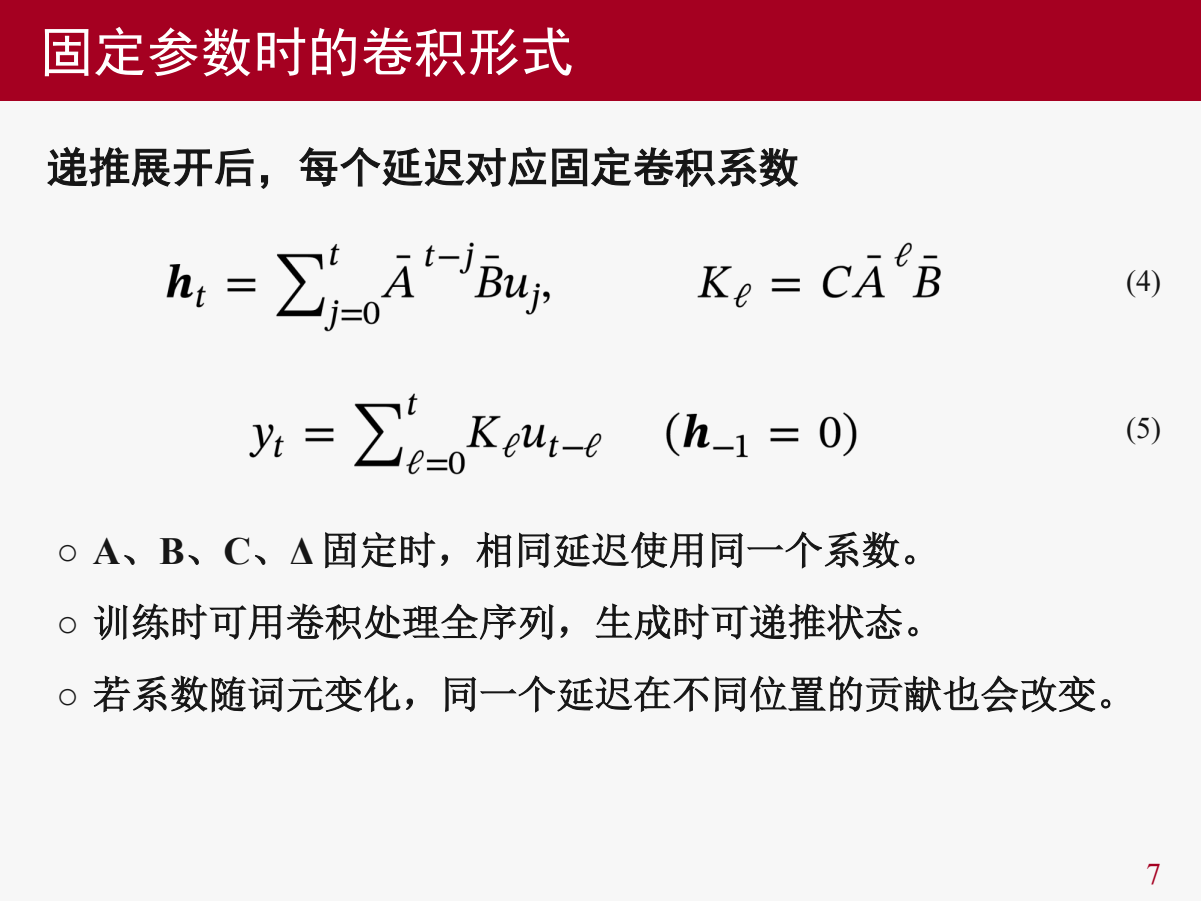 固定参数时的卷积形式
递推展开后，每个延迟对应固定卷积系数
𝒉_t = ∑_{j=0}^{t} Ā^{t−j} B̄u_j, K_ℓ = CĀ^ℓ B̄ (4)
y_t = ∑_{ℓ=0}^{t} K_ℓ u_{t−ℓ} (𝒉_{−1} = 0) (5)
○ A、B、C、Δ 固定时，相同延迟使用同一个系数。
○ 训练时可用卷积处理全序列，生成时可递推状态。
○ 若系数随词元变化，同一个延迟在不同位置的贡献也会改变。
7